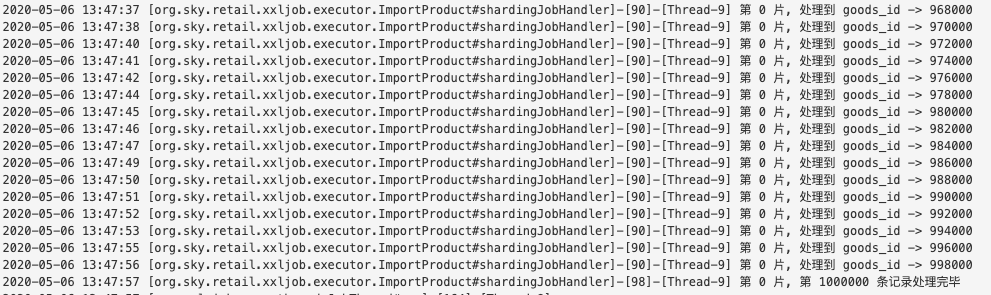 2020-05-06 13:47:37 [org.sky.retail.xxljob.executor.ImportProduct#shardingJobHandler]-[90]-[Thread-9] 第 0 片, 处理到 goods_id -> 968000
2020-05-06 13:47:38 [org.sky.retail.xxljob.executor.ImportProduct#shardingJobHandler]-[90]-[Thread-9] 第 0 片, 处理到 goods_id -> 970000
2020-05-06 13:47:40 [org.sky.retail.xxljob.executor.ImportProduct#shardingJobHandler]-[90]-[Thread-9] 第 0 片, 处理到 goods_id -> 972000
2020-05-06 13:47:41 [org.sky.retail.xxljob.executor.ImportProduct#shardingJobHandler]-[90]-[Thread-9] 第 0 片, 处理到 goods_id -> 974000
2020-05-06 13:47:42 [org.sky.retail.xxljob.executor.ImportProduct#shardingJobHandler]-[90]-[Thread-9] 第 0 片, 处理到 goods_id -> 976000
2020-05-06 13:47:44 [org.sky.retail.xxljob.executor.ImportProduct#shardingJobHandler]-[90]-[Thread-9] 第 0 片, 处理到 goods_id -> 978000
2020-05-06 13:47:45 [org.sky.retail.xxljob.executor.ImportProduct#shardingJobHandler]-[90]-[Thread-9] 第 0 片, 处理到 goods_id -> 980000
2020-05-06 13:47:46 [org.sky.retail.xxljob.executor.ImportProduct#shardingJobHandler]-[90]-[Thread-9] 第 0 片, 处理到 goods_id -> 982000
2020-05-06 13:47:47 [org.sky.retail.xxljob.executor.ImportProduct#shardingJobHandler]-[90]-[Thread-9] 第 0 片, 处理到 goods_id -> 984000
2020-05-06 13:47:49 [org.sky.retail.xxljob.executor.ImportProduct#shardingJobHandler]-[90]-[Thread-9] 第 0 片, 处理到 goods_id -> 986000
2020-05-06 13:47:50 [org.sky.retail.xxljob.executor.ImportProduct#shardingJobHandler]-[90]-[Thread-9] 第 0 片, 处理到 goods_id -> 988000
2020-05-06 13:47:51 [org.sky.retail.xxljob.executor.ImportProduct#shardingJobHandler]-[90]-[Thread-9] 第 0 片, 处理到 goods_id -> 990000
2020-05-06 13:47:52 [org.sky.retail.xxljob.executor.ImportProduct#shardingJobHandler]-[90]-[Thread-9] 第 0 片, 处理到 goods_id -> 992000
2020-05-06 13:47:53 [org.sky.retail.xxljob.executor.ImportProduct#shardingJobHandler]-[90]-[Thread-9] 第 0 片, 处理到 goods_id -> 994000
2020-05-06 13:47:55 [org.sky.retail.xxljob.executor.ImportProduct#shardingJobHandler]-[90]-[Thread-9] 第 0 片, 处理到 goods_id -> 996000
2020-05-06 13:47:56 [org.sky.retail.xxljob.executor.ImportProduct#shardingJobHandler]-[90]-[Thread-9] 第 0 片, 处理到 goods_id -> 998000
2020-05-06 13:47:57 [org.sky.retail.xxljob.executor.ImportProduct#shardingJobHandler]-[98]-[Thread-9] 第 0 片, 第 1000000 条记录处理完毕